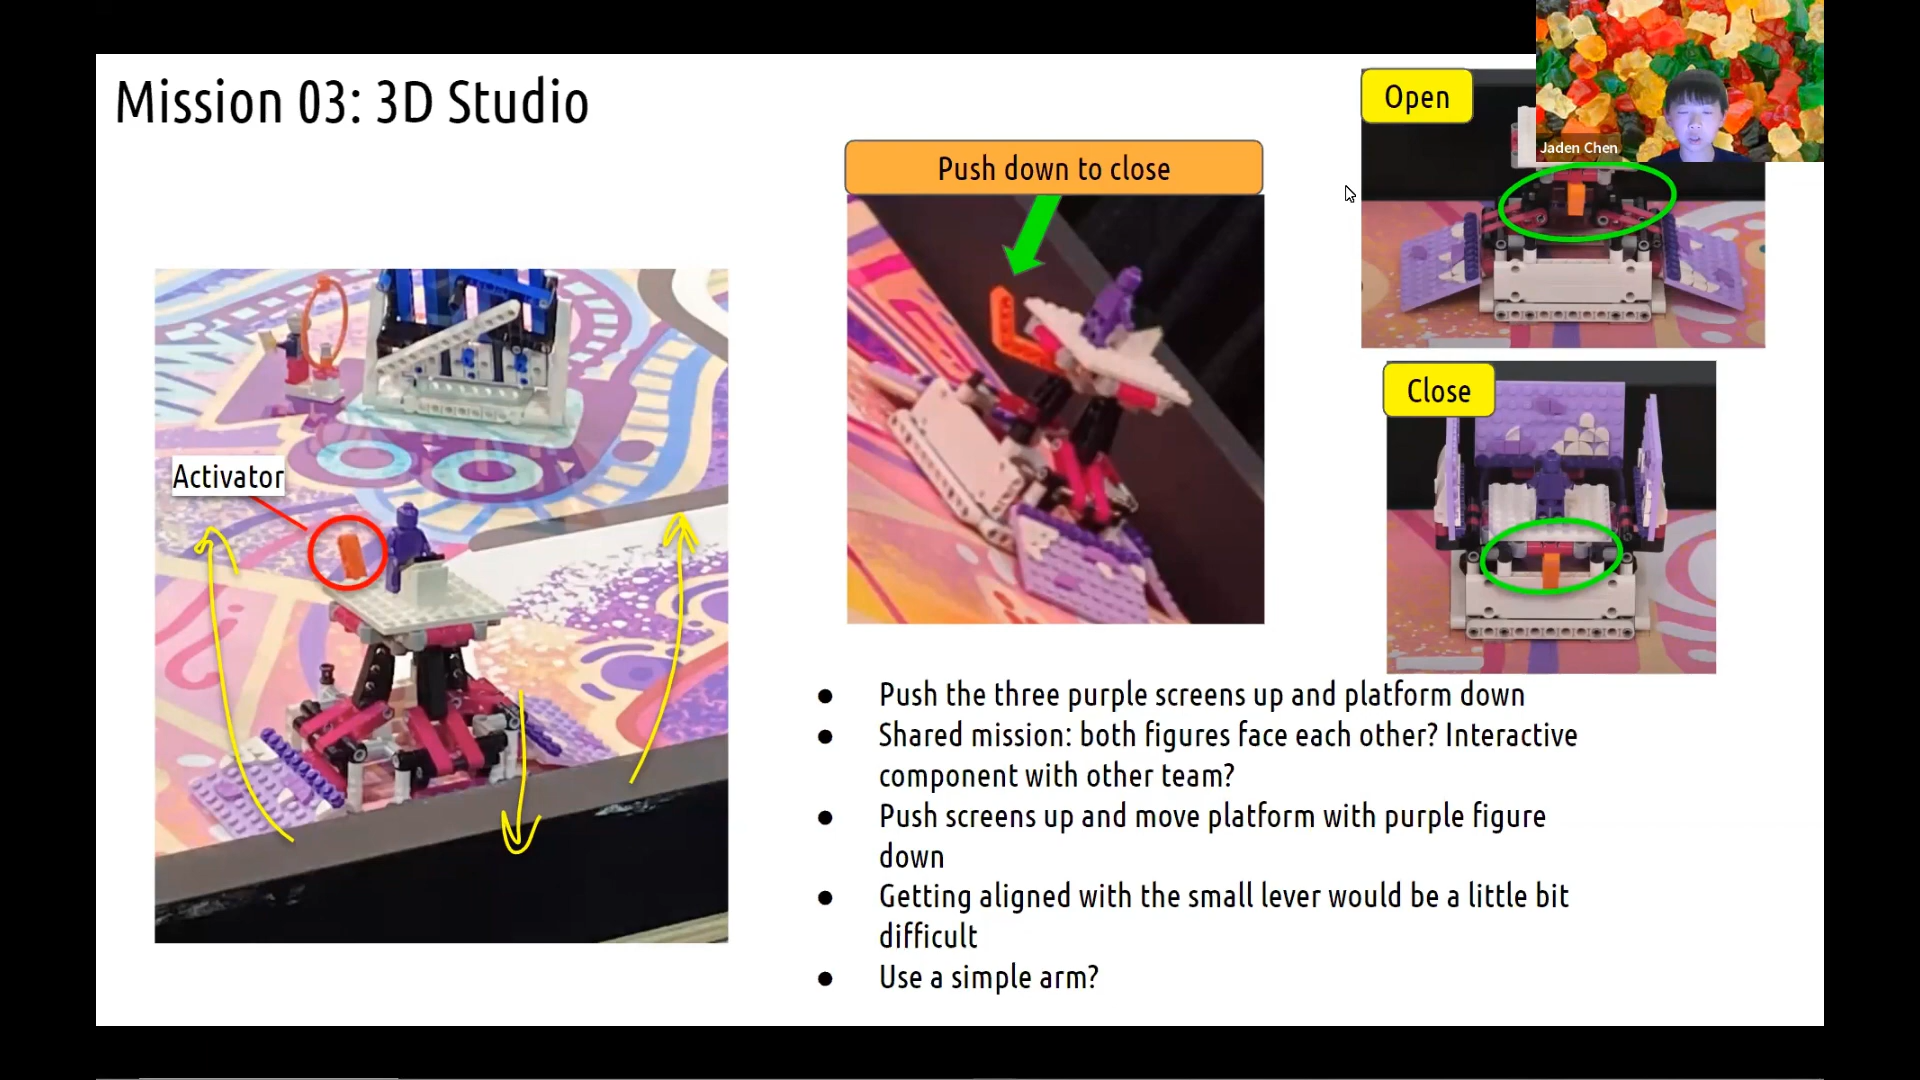 Mission 03: 3D Studio
Open
Jaden Chen
Push down to close
Close
Activator
● Push the three purple screens up and platform down
● Shared mission: both figures face each other? Interactive
component with other team?
● Push screens up and move platform with purple figure
down
● Getting aligned with the small lever would be a little bit
difficult
● Use a simple arm?